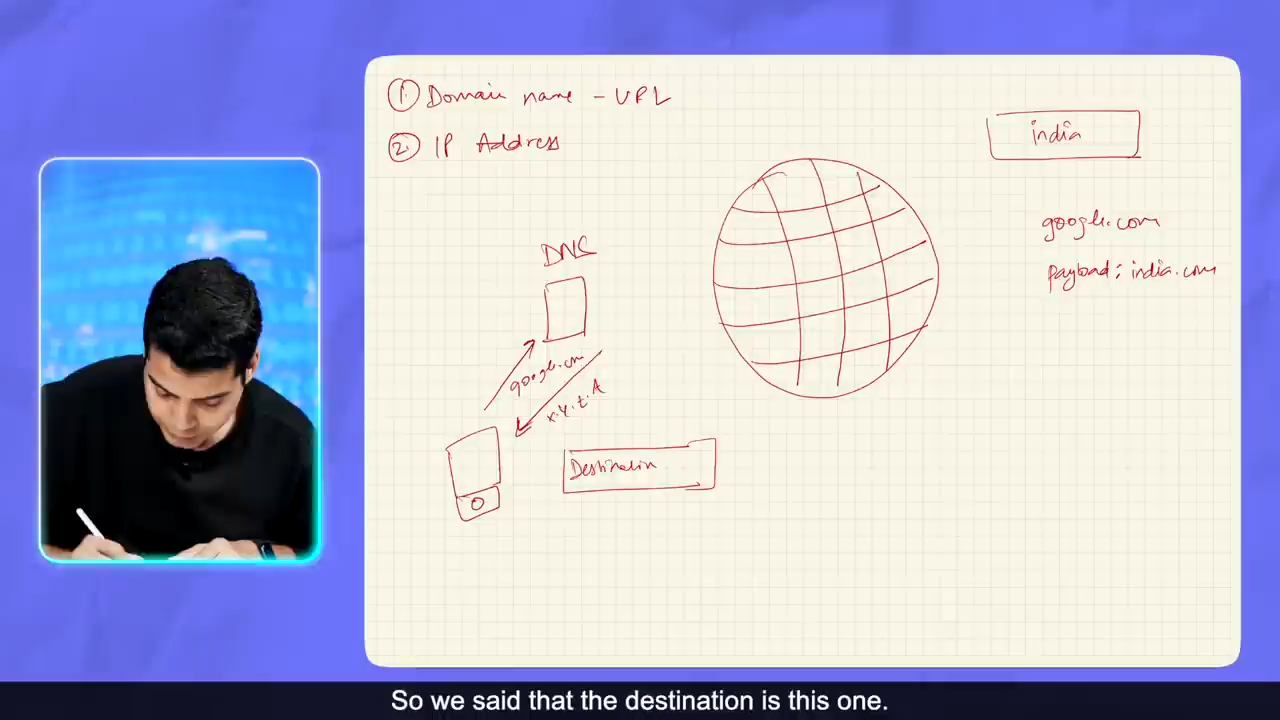 ① Domain name - URL
② IP Address
india
google.com
payload: india.com
DNS
google.com
x.y.z.A
Destination
So we said that the destination is this one.